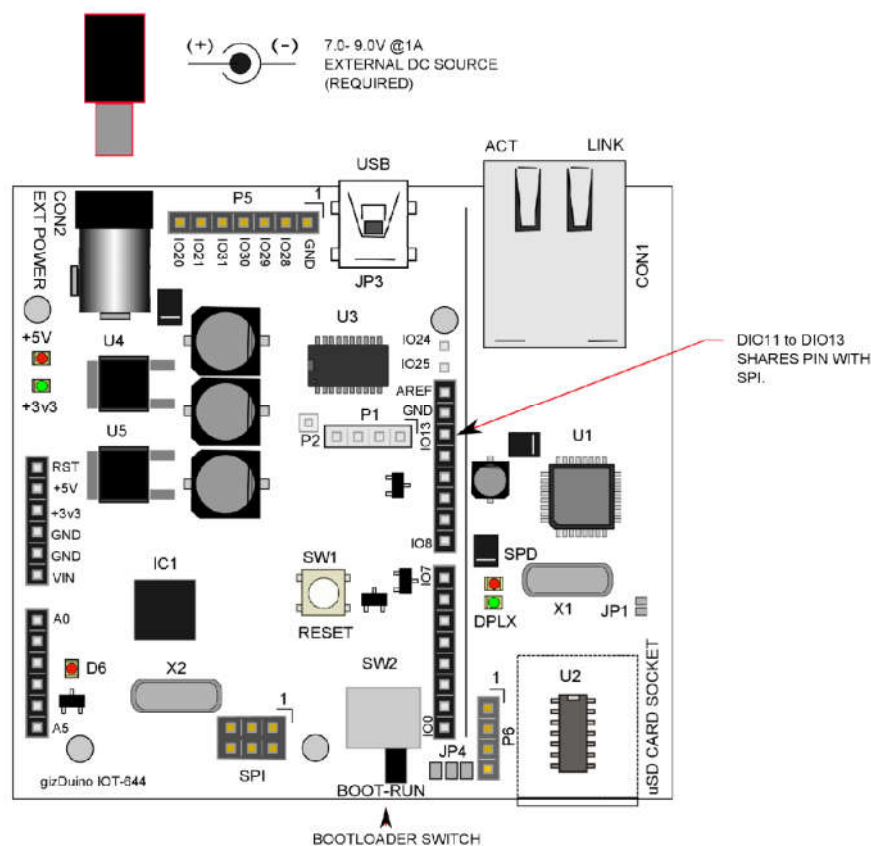 (+)
(-)
7.0- 9.0V @1A
EXTERNAL DC SOURCE
(REQUIRED)
ACT
LINK
USB
CON2
EXT POWER
P5
1
IO20
IO21
IO31
IO30
IO29
IO28
GND
JP3
CON1
+5V
+3v3
U4
U5
U3
IO24
IO25
AREF
GND
IO13
DIO11 to DIO13
SHARES PIN WITH
SPI.
P1
1
P2
U1
RST
+5V
+3v3
GND
GND
VIN
IC1
SW1
RESET
IO8
IO7
SPD
DPLX
X1
JP1
A0
D6
A5
X2
SW2
1
SPI
IO0
1
P6
U2
uSD CARD SOCKET
JP4
gizDuino IOT-644
BOOT-RUN
BOOTLOADER SWITCH